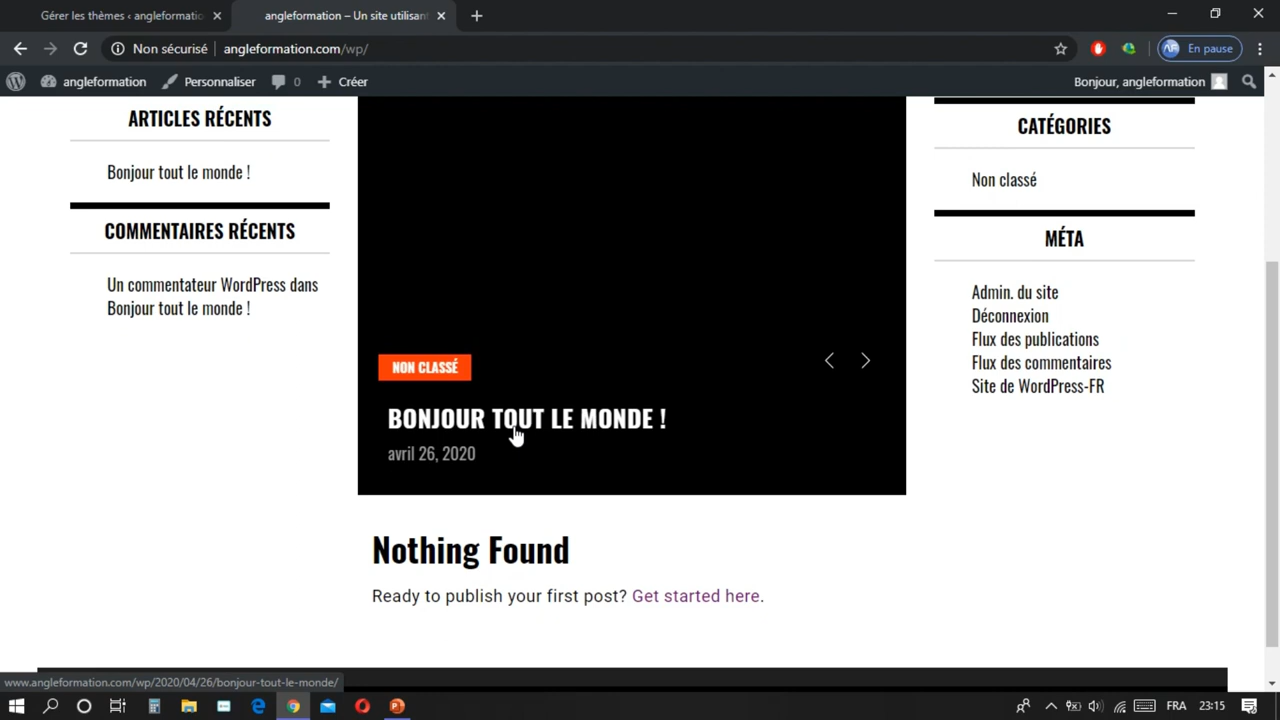 Gérer les thèmes ‹ angleformatio
angleformation – Un site utilisant
Non sécurisé
angleformation.com/wp/
En pause
angleformation
Personnaliser
0
Créer
Bonjour, angleformation
ARTICLES RÉCENTS
Bonjour tout le monde !
COMMENTAIRES RÉCENTS
Un commentateur WordPress dans
Bonjour tout le monde !
NON CLASSÉ
BONJOUR TOUT LE MONDE !
avril 26, 2020
Nothing Found
Ready to publish your first post? Get started here.
CATÉGORIES
Non classé
MÉTA
Admin. du site
Déconnexion
Flux des publications
Flux des commentaires
Site de WordPress-FR
www.angleformation.com/wp/2020/04/26/bonjour-tout-le-monde/
FRA
23:15